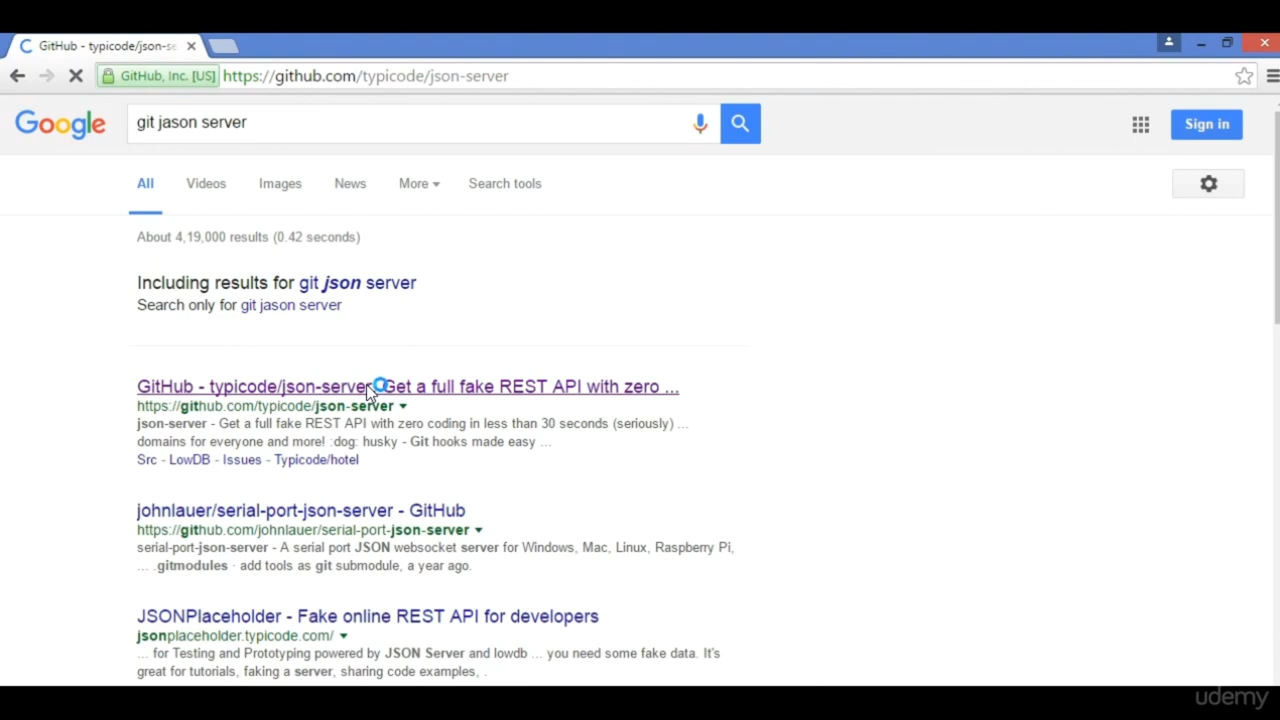 GitHub - typicode/json-se
GitHub, Inc. [US] https://github.com/typicode/json-server
Google
git jason server
Sign in
All Videos Images News More Search tools
About 4,19,000 results (0.42 seconds)
Including results for git json server
Search only for git jason server
GitHub - typicode/json-server: Get a full fake REST API with zero ...
https://github.com/typicode/json-server
json-server - Get a full fake REST API with zero coding in less than 30 seconds (seriously) ...
domains for everyone and more! :dog: husky - Git hooks made easy ...
Src - LowDB - Issues - Typicode/hotel
johnlauer/serial-port-json-server - GitHub
https://github.com/johnlauer/serial-port-json-server
serial-port-json-server - A serial port JSON websocket server for Windows, Mac, Linux, Raspberry Pi,
... .gitmodules · add tools as git submodule, a year ago.
JSONPlaceholder - Fake online REST API for developers
jsonplaceholder.typicode.com/
... for Testing and Prototyping powered by JSON Server and lowdb ... you need some fake data. It's
great for tutorials, faking a server, sharing code examples, .
udemy